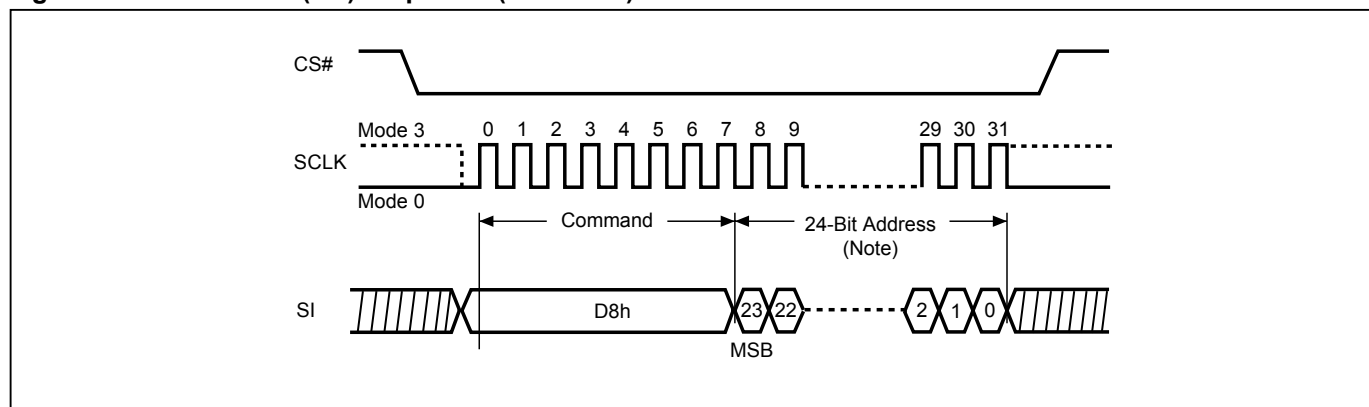 CS#
Mode 3
0 1 2 3 4 5 6 7 8 9 29 30 31
SCLK
Mode 0
Command
24-Bit Address
(Note)
SI
D8h
23 22
2 1 0
MSB